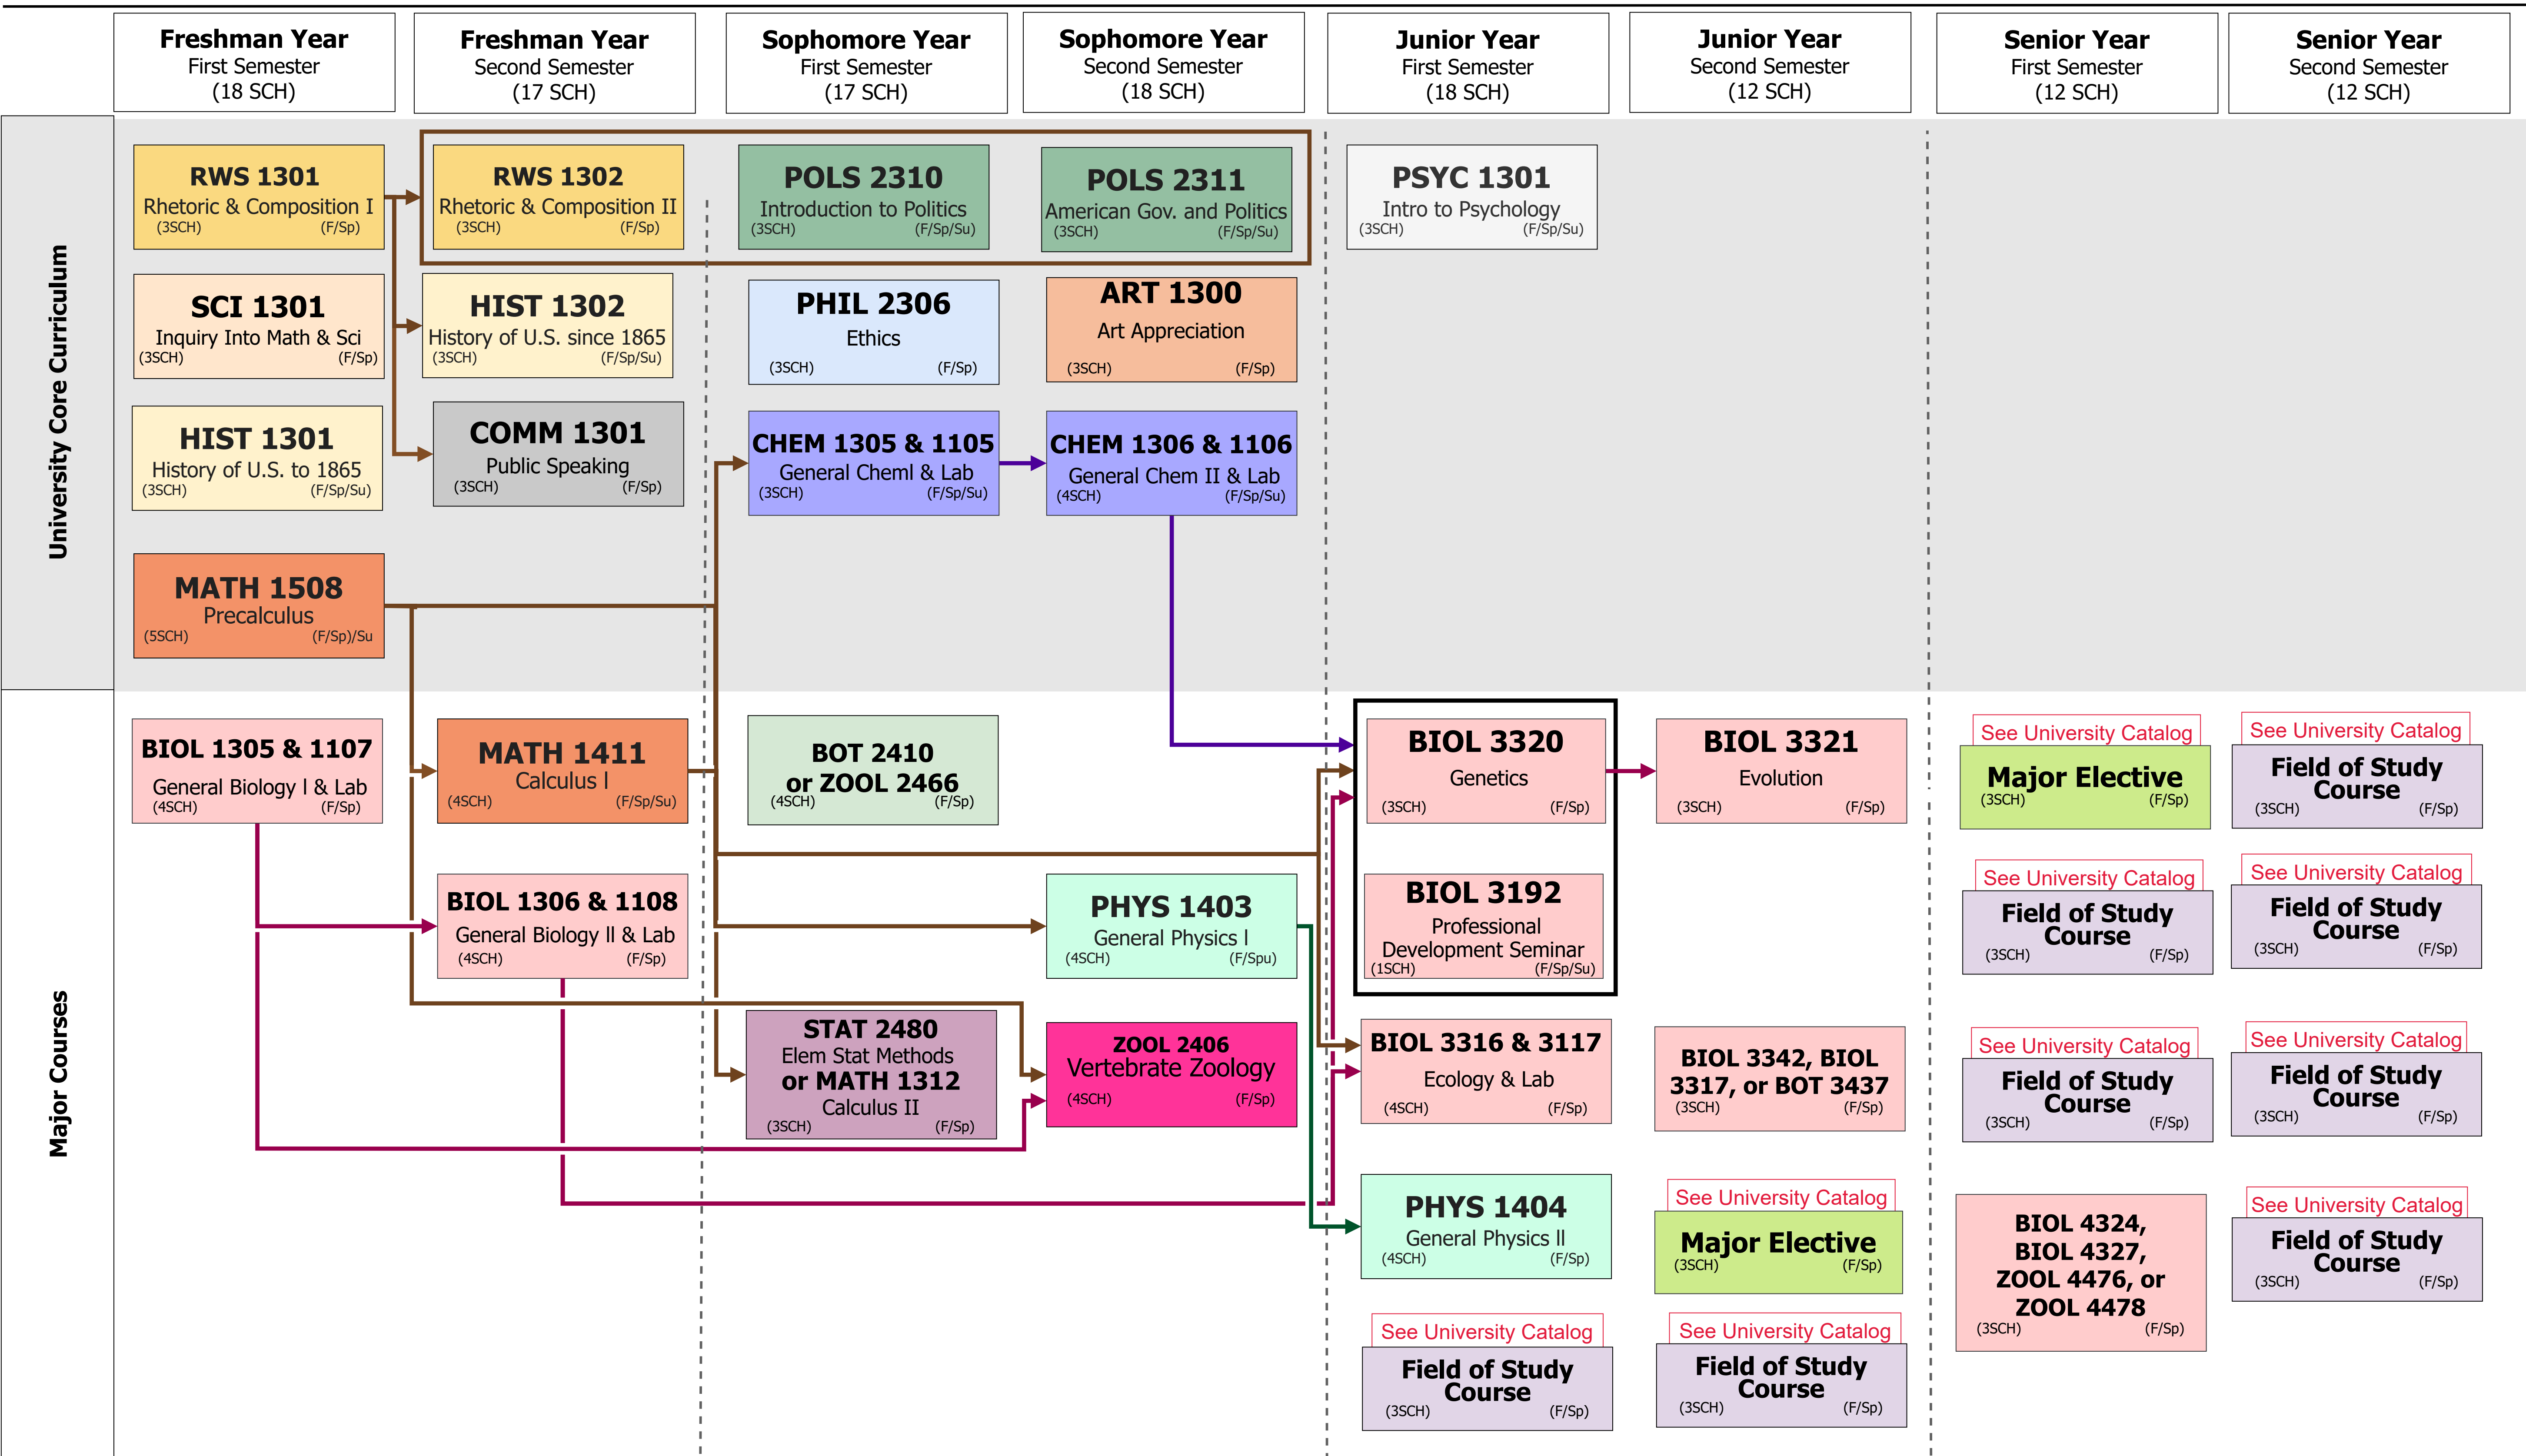 Freshman Year
First Semester
(18 SCH)
Freshman Year
Second Semester
(17 SCH)
Sophomore Year
First Semester
(17 SCH)
Sophomore Year
Second Semester
(18 SCH)
Junior Year
First Semester
(18 SCH)
Junior Year
Second Semester
(12 SCH)
Senior Year
First Semester
(12 SCH)
Senior Year
Second Semester
(12 SCH)
University Core Curriculum
RWS 1301
Rhetoric & Composition I
(3SCH) (F/Sp)
RWS 1302
Rhetoric & Composition II
(3SCH) (F/Sp)
POLS 2310
Introduction to Politics
(3SCH) (F/Sp/Su)
POLS 2311
American Gov. and Politics
(3SCH) (F/Sp/Su)
PSYC 1301
Intro to Psychology
(3SCH) (F/Sp/Su)
SCI 1301
Inquiry Into Math & Sci
(3SCH) (F/Sp)
HIST 1302
History of U.S. since 1865
(3SCH) (F/Sp/Su)
PHIL 2306
Ethics
(3SCH) (F/Sp)
ART 1300
Art Appreciation
(3SCH) (F/Sp)
HIST 1301
History of U.S. to 1865
(3SCH) (F/Sp/Su)
COMM 1301
Public Speaking
(3SCH) (F/Sp)
CHEM 1305 & 1105
General ChemI & Lab
(3SCH) (F/Sp/Su)
CHEM 1306 & 1106
General Chem II & Lab
(4SCH) (F/Sp/Su)
MATH 1508
Precalculus
(5SCH) (F/Sp)/Su
Major Courses
BIOL 1305 & 1107
General Biology I & Lab
(4SCH) (F/Sp)
MATH 1411
Calculus I
(4SCH) (F/Sp/Su)
BOT 2410
or ZOOL 2466
(4SCH) (F/Sp)
BIOL 3320
Genetics
(3SCH) (F/Sp)
BIOL 3321
Evolution
(3SCH) (F/Sp)
See University Catalog
Major Elective
(3SCH) (F/Sp)
See University Catalog
Field of Study
Course
(3SCH) (F/Sp)
BIOL 1306 & 1108
General Biology II & Lab
(4SCH) (F/Sp)
PHYS 1403
General Physics I
(4SCH) (F/Spu)
BIOL 3192
Professional
Development Seminar
(1SCH) (F/Sp/Su)
See University Catalog
Field of Study
Course
(3SCH) (F/Sp)
See University Catalog
Field of Study
Course
(3SCH) (F/Sp)
STAT 2480
Elem Stat Methods
or MATH 1312
Calculus II
(3SCH) (F/Sp)
ZOOL 2406
Vertebrate Zoology
(4SCH) (F/Sp)
BIOL 3316 & 3117
Ecology & Lab
(4SCH) (F/Sp)
BIOL 3342, BIOL
3317, or BOT 3437
(3SCH) (F/Sp)
See University Catalog
Field of Study
Course
(3SCH) (F/Sp)
See University Catalog
Field of Study
Course
(3SCH) (F/Sp)
PHYS 1404
General Physics II
(4SCH) (F/Sp)
See University Catalog
Major Elective
(3SCH) (F/Sp)
BIOL 4324,
BIOL 4327,
ZOOL 4476, or
ZOOL 4478
(3SCH) (F/Sp)
See University Catalog
Field of Study
Course
(3SCH) (F/Sp)
See University Catalog
Field of Study
Course
(3SCH) (F/Sp)
See University Catalog
Field of Study
Course
(3SCH) (F/Sp)